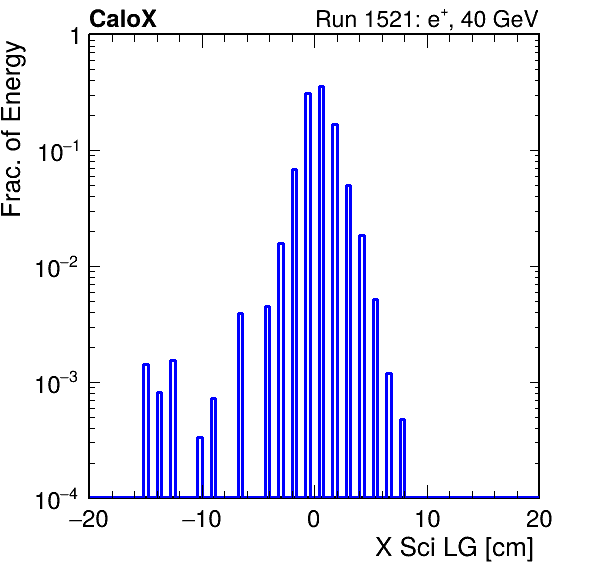 CaloX Run 1521: e⁺, 40 GeV
Frac. of Energy
1
10⁻¹
10⁻²
10⁻³
10⁻⁴
−20 −10 0 10 20
X Sci LG [cm]